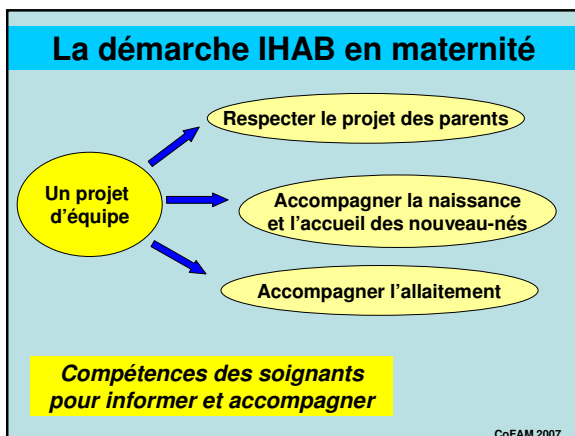 La démarche IHAB en maternité
Respecter le projet des parents
Un projet
d'équipe
Accompagner la naissance
et l'accueil des nouveau-nés
Accompagner l'allaitement
Compétences des soignants
pour informer et accompagner
CoFAM 2007